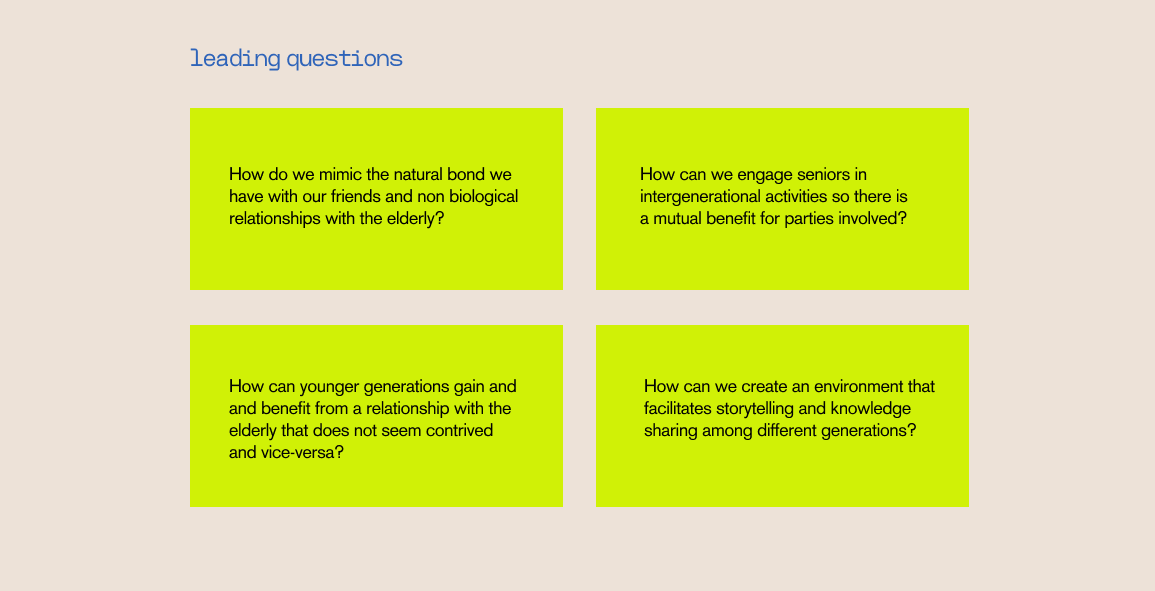 leading questions
How do we mimic the natural bond we
have with our friends and non biological
relationships with the elderly?
How can we engage seniors in
intergenerational activities so there is
a mutual benefit for parties involved?
How can younger generations gain and
and benefit from a relationship with the
elderly that does not seem contrived
and vice-versa?
How can we create an environment that
facilitates storytelling and knowledge
sharing among different generations?